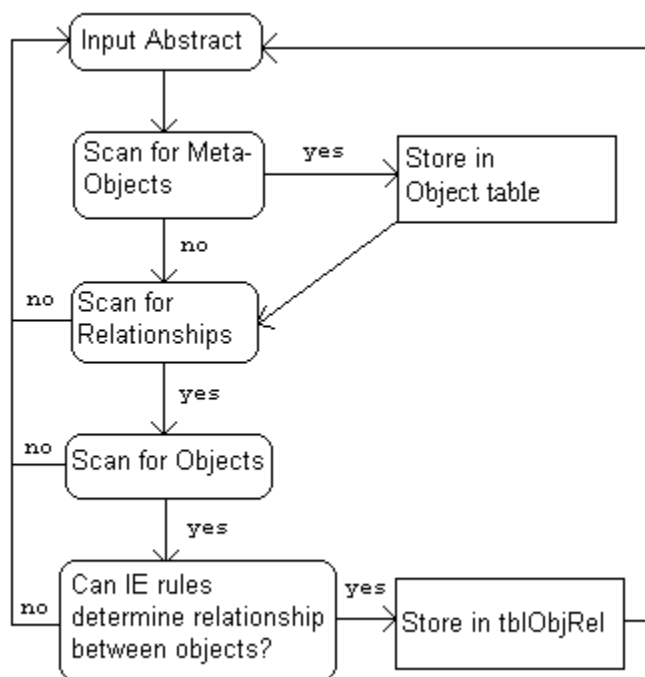 Input Abstract
Scan for Meta-
Objects
yes
Store in
Object table
no
no
Scan for
Relationships
yes
no
Scan for Objects
yes
Can IE rules
determine relationship
between objects?
no
yes
Store in tblObjRel